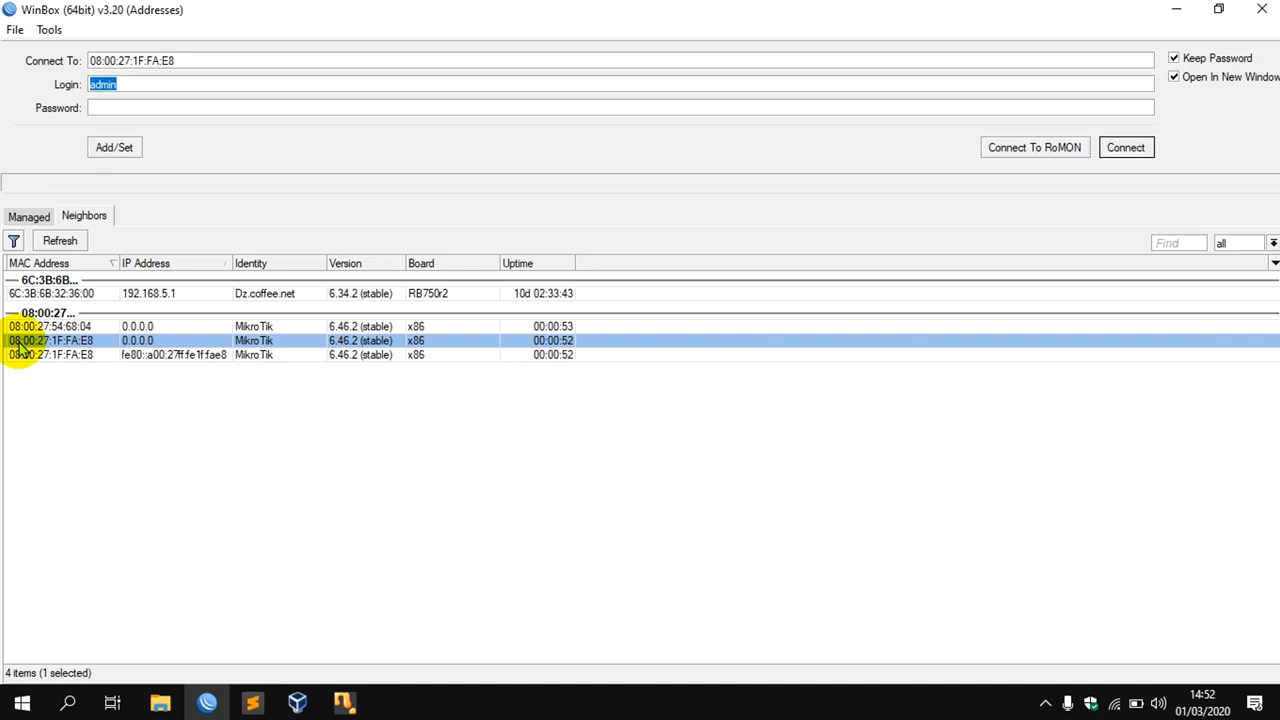 WinBox (64bit) v3.20 (Addresses)
File Tools
Connect To: 08:00:27:1F:FA:E8
Keep Password
Login: admin
Open In New Window
Password:
Add/Set Connect To RoMON Connect
Managed Neighbors
Refresh Find all
MAC Address IP Address Identity Version Board Uptime
6C:3B:6B...
6C:3B:6B:32:36:00 192.168.5.1 Dz.coffee.net 6.34.2 (stable) RB750r2 10d 02:33:43
08:00:27...
08:00:27:54:68:04 0.0.0.0 MikroTik 6.46.2 (stable) x86 00:00:53
08:00:27:1F:FA:E8 0.0.0.0 MikroTik 6.46.2 (stable) x86 00:00:52
08:00:27:1F:FA:E8 fe80::a00:27ff:fe1f:fae8 MikroTik 6.46.2 (stable) x86 00:00:52
4 items (1 selected)
14:52
01/03/2020